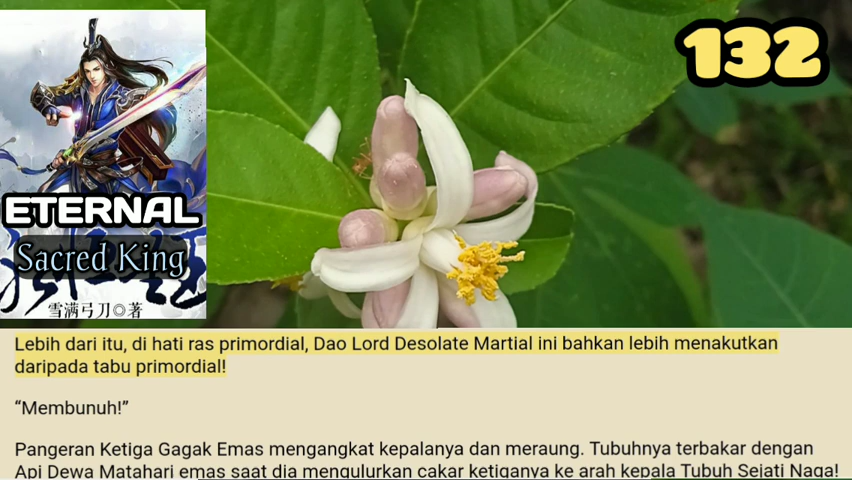 132
ETERNAL
Sacred King
雪满弓刀◎著
Lebih dari itu, di hati ras primordial, Dao Lord Desolate Martial ini bahkan lebih menakutkan
daripada tabu primordial!
“Membunuh!”
Pangeran Ketiga Gagak Emas mengangkat kepalanya dan meraung. Tubuhnya terbakar dengan
Api Dewa Matahari emas saat dia mengulurkan cakar ketiganya ke arah kepala Tubuh Sejati Naga!